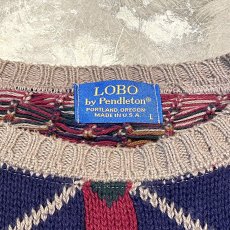 LOBO
by Pendleton®
PORTLAND, OREGON
MADE IN U.S.A.
L